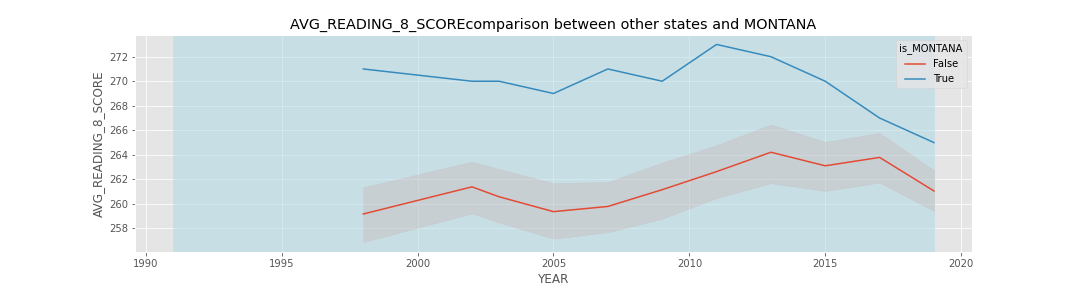 AVG_READING_8_SCOREcomparison between other states and MONTANA
is_MONTANA
False
True
272
270
268
266
264
262
260
258
AVG_READING_8_SCORE
1990 1995 2000 2005 2010 2015 2020
YEAR